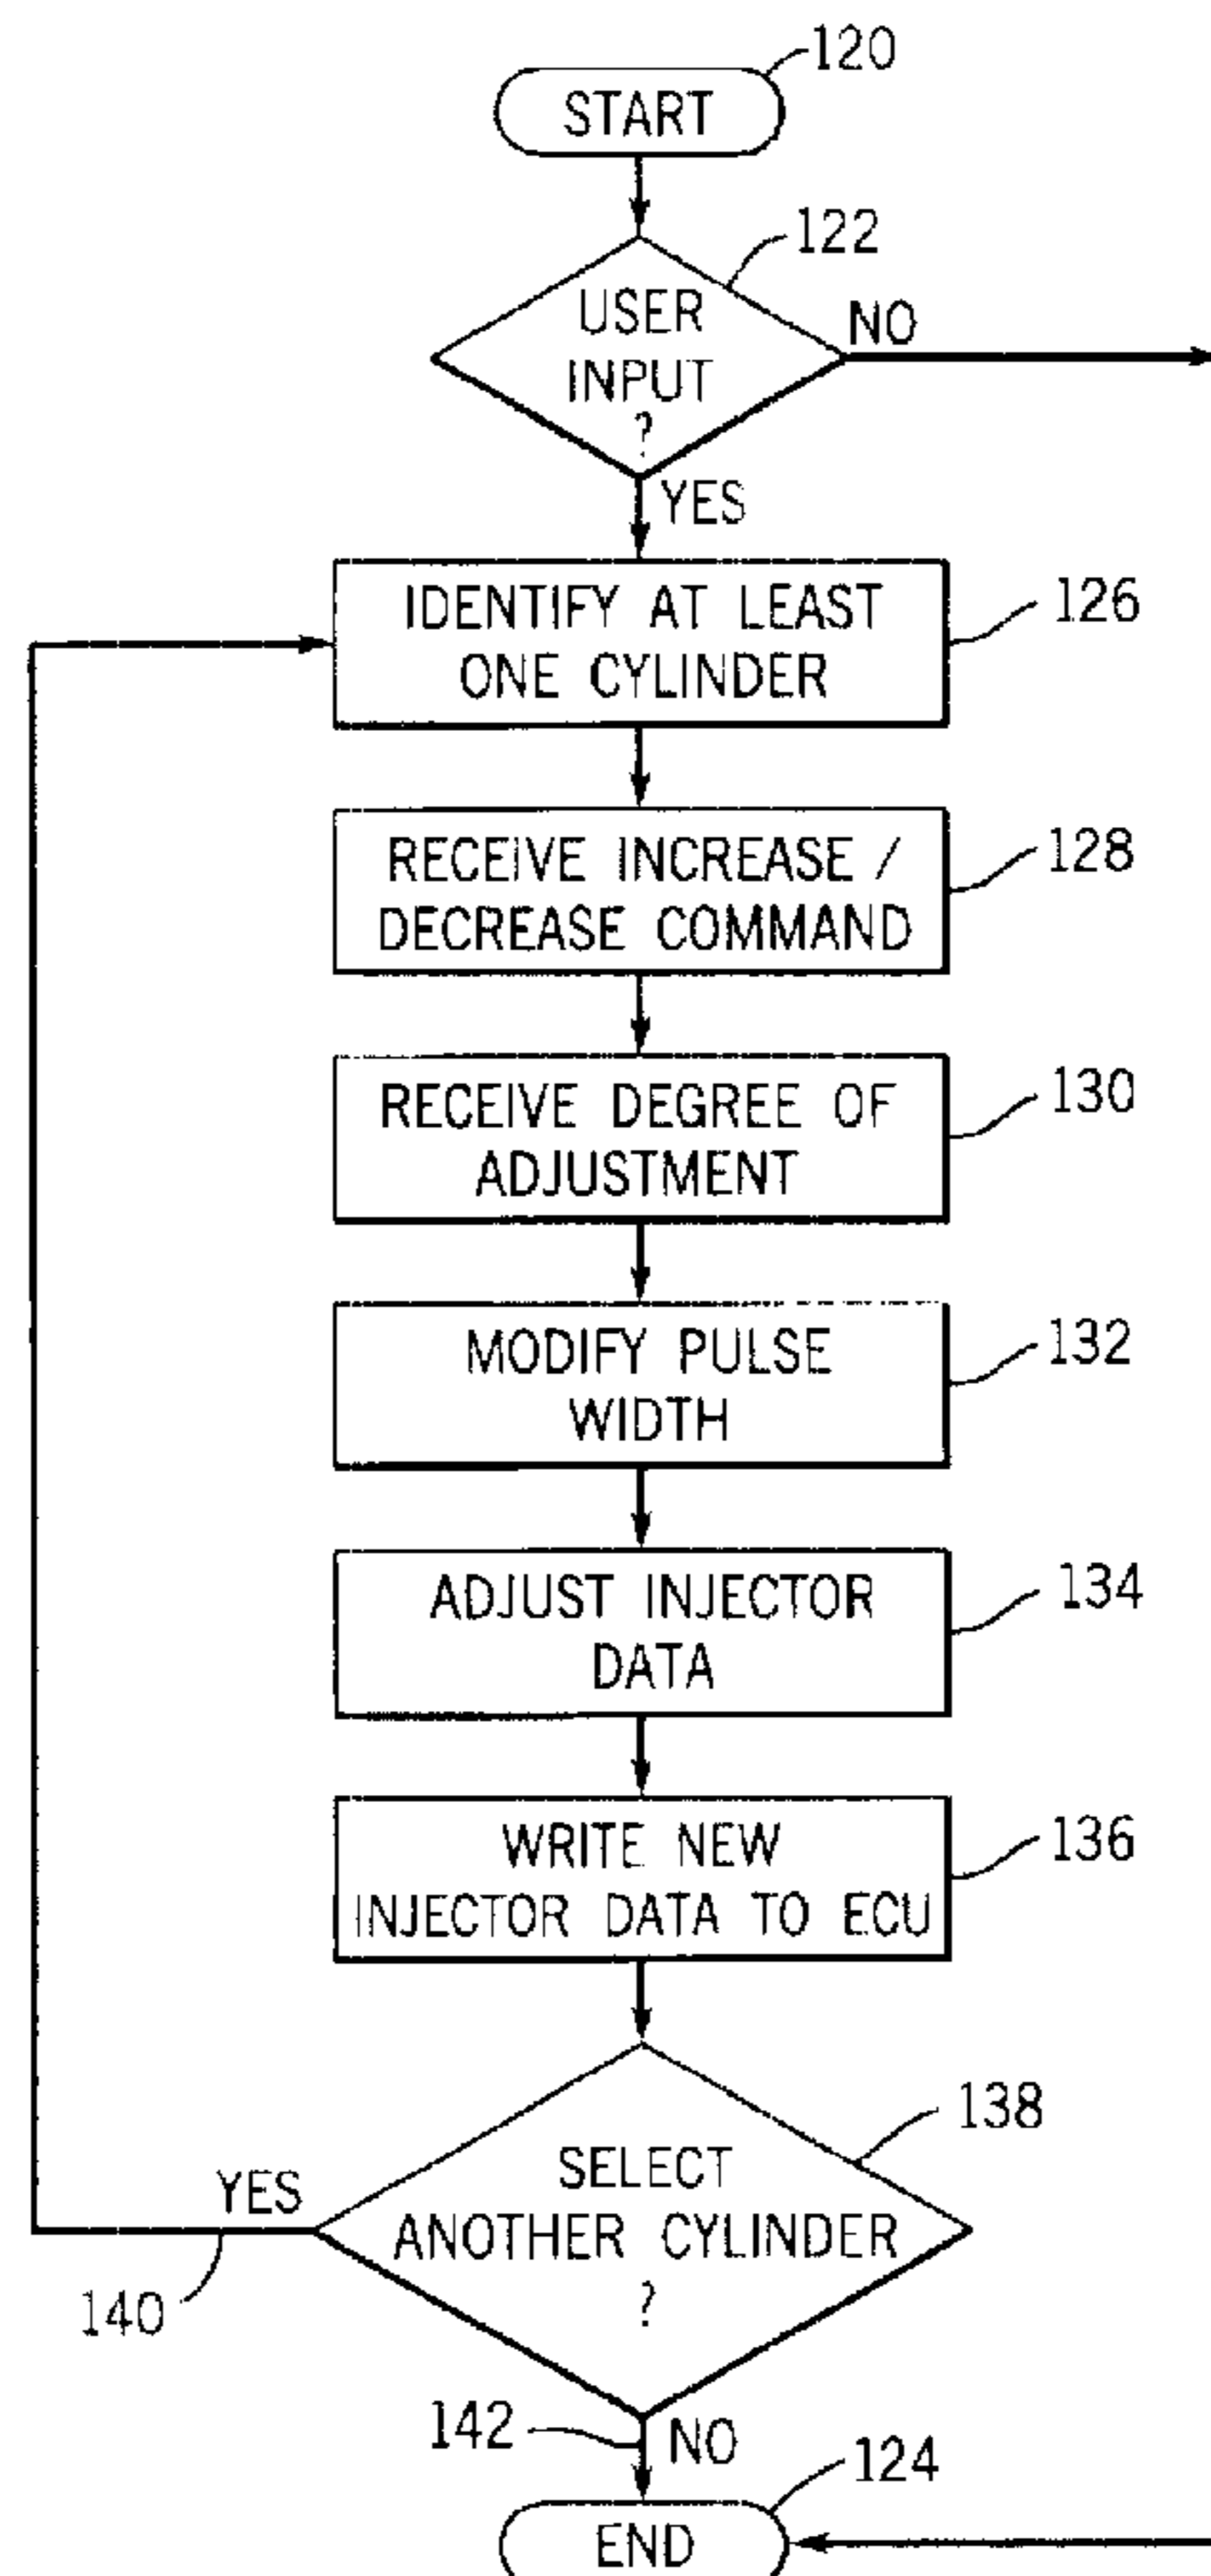 120
START
122
USER
INPUT
?
NO
YES
IDENTIFY AT LEAST
ONE CYLINDER
126
RECEIVE INCREASE /
DECREASE COMMAND
128
RECEIVE DEGREE OF
ADJUSTMENT
130
MODIFY PULSE
WIDTH
132
ADJUST INJECTOR
DATA
134
WRITE NEW
INJECTOR DATA TO ECU
136
138
SELECT
ANOTHER CYLINDER
?
YES
140
142
NO
124
END